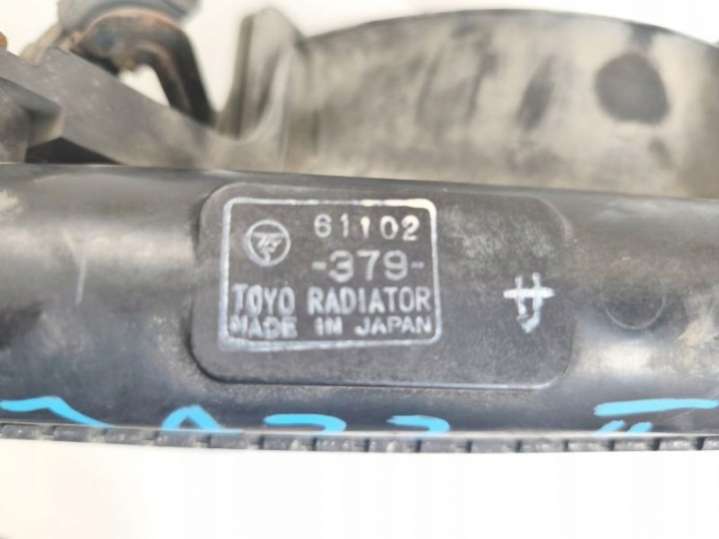 61102
-379-
TOYO RADIATOR
MADE IN JAPAN
サ